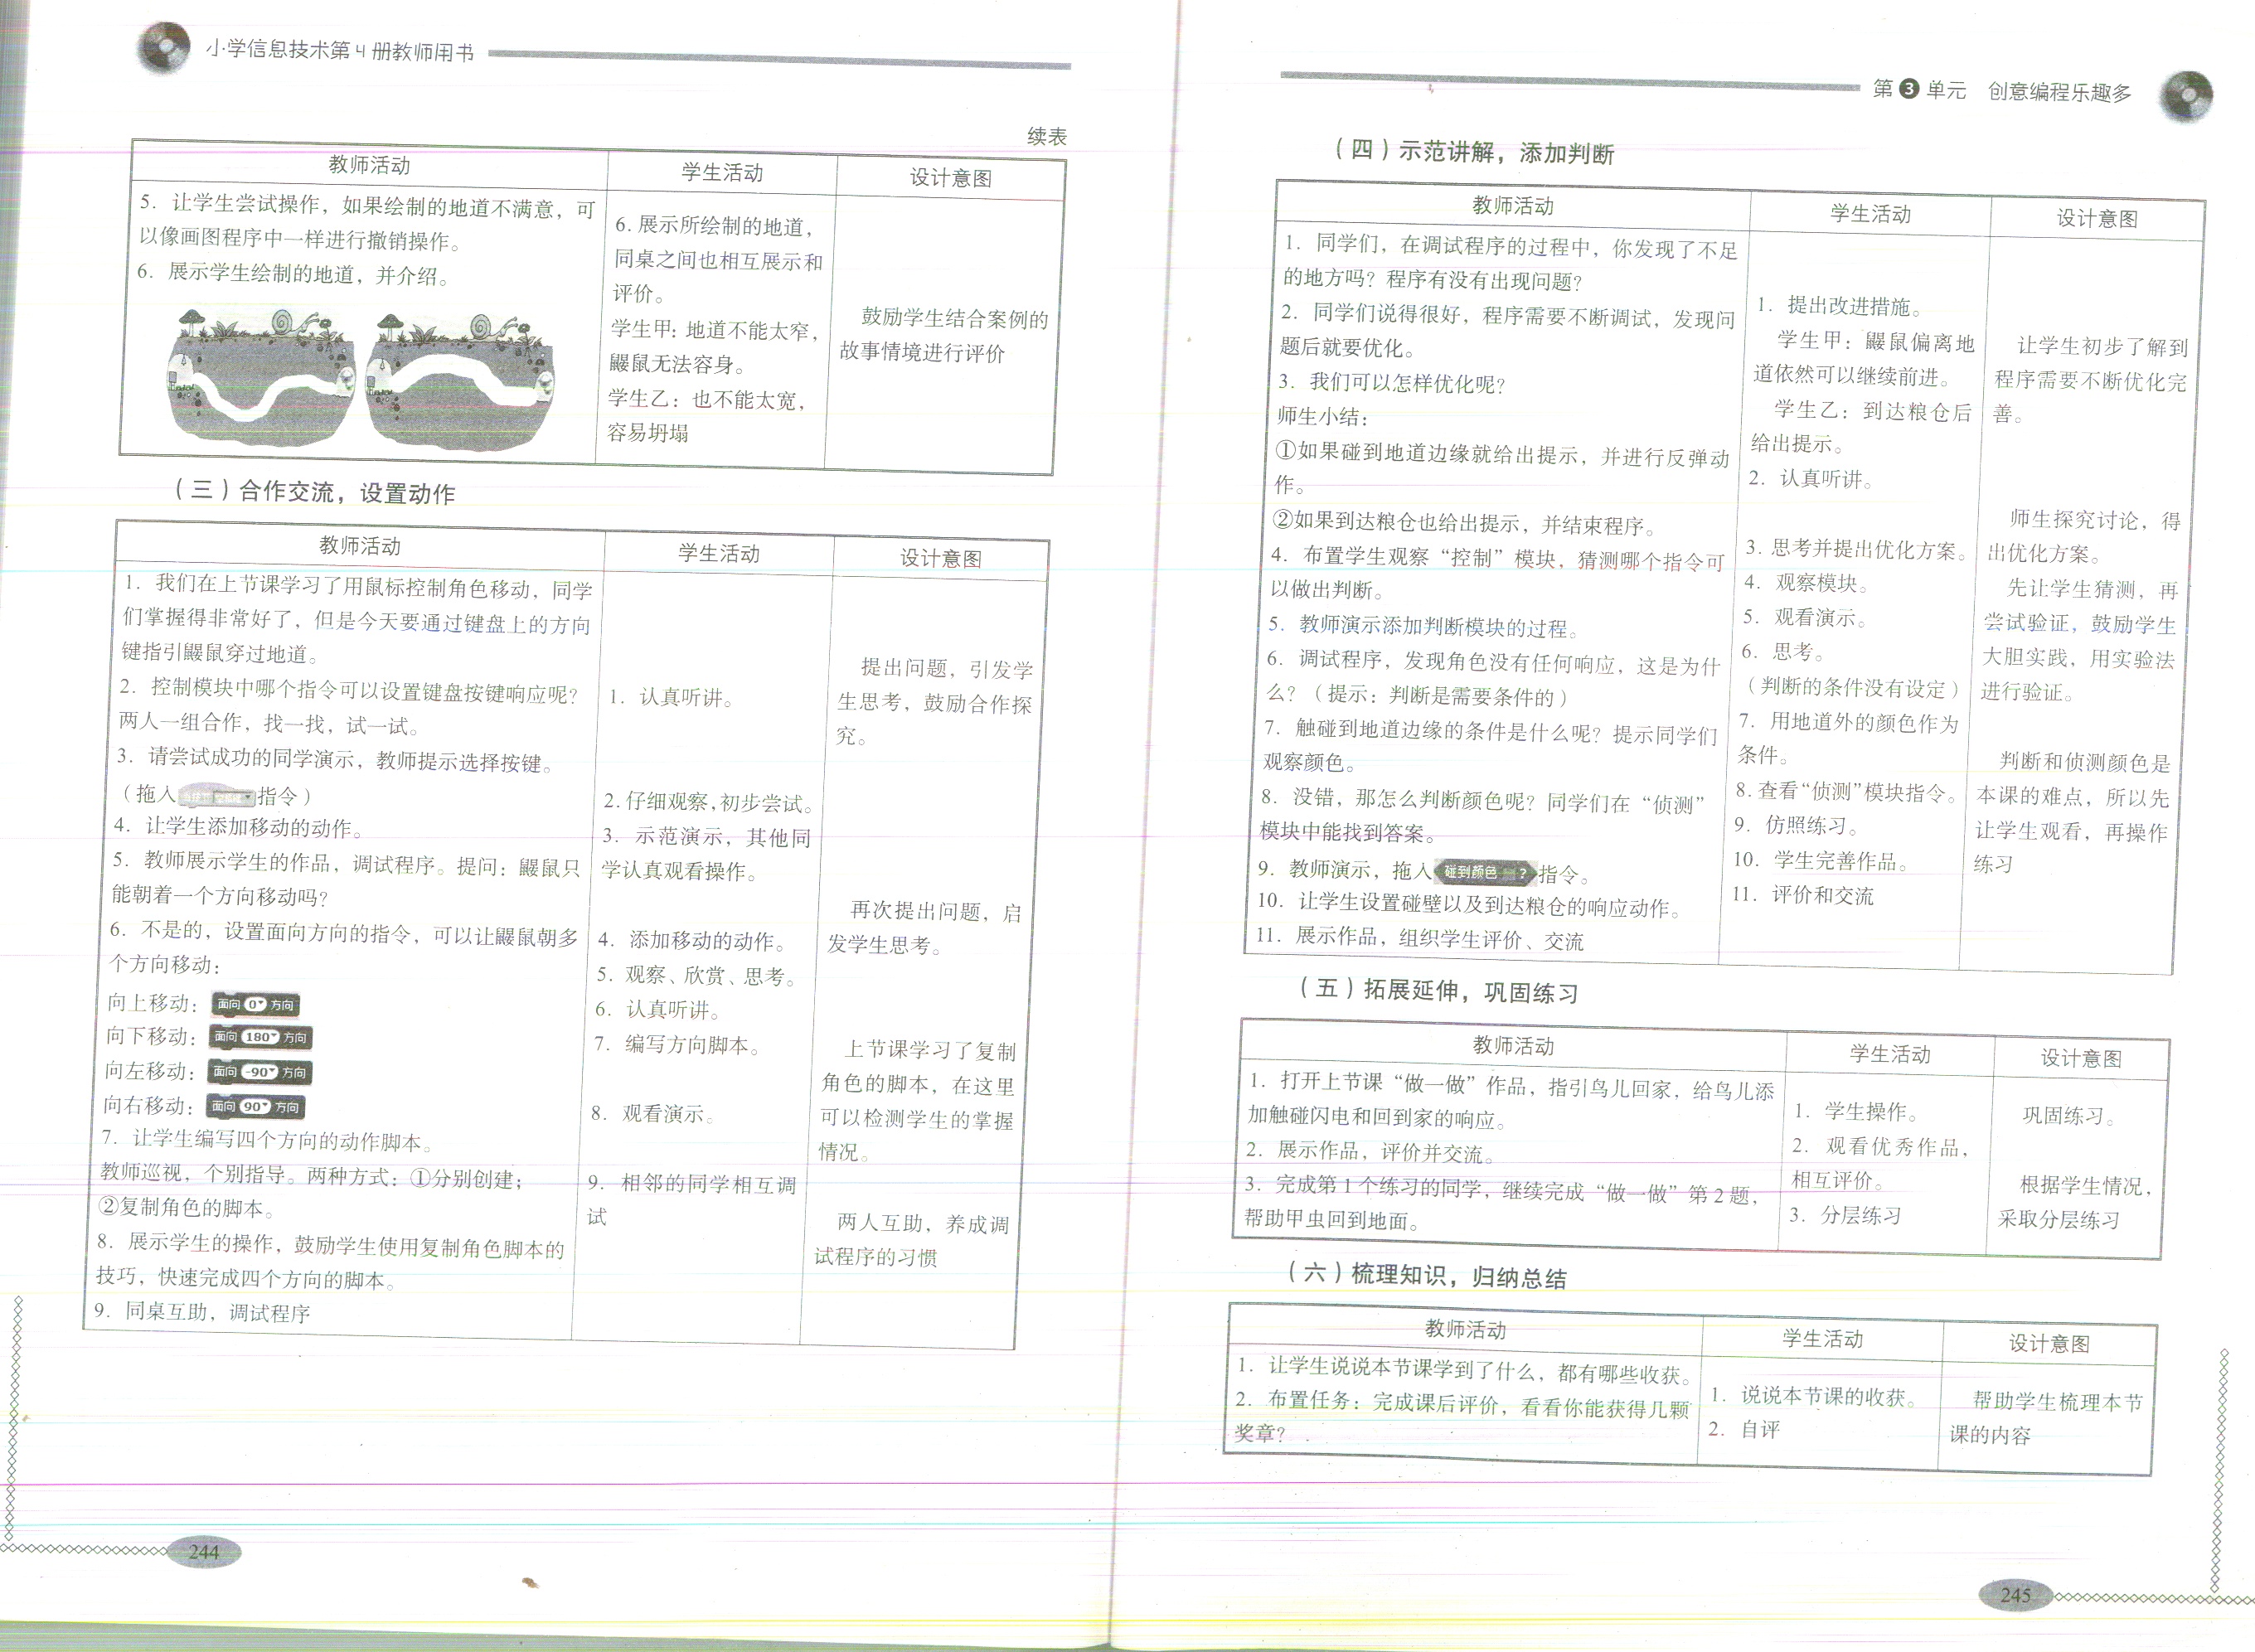 小学信息技术第4册教师用书
续表
教师活动
学生活动
设计意图
5. 让学生尝试操作，如果绘制的地道不满意，可
以像画图程序中一样进行撤销操作。
6. 展示学生绘制的地道，并介绍。
6. 展示所绘制的地道，
同桌之间也相互展示和
评价。
学生甲：地道不能太窄，
鼹鼠无法容身。
学生乙：也不能太宽，
容易坍塌
鼓励学生结合案例的
故事情境进行评价
（三）合作交流，设置动作
教师活动
学生活动
设计意图
1. 我们在上节课学习了用鼠标控制角色移动，同学
们掌握得非常好了，但是今天要通过键盘上的方向
键指引鼹鼠穿过地道。
2. 控制模块中哪个指令可以设置键盘按键响应呢？
两人一组合作，找一找，试一试。
3. 请尝试成功的同学演示，教师提示选择按键。
（拖入 指令）
4. 让学生添加移动的动作。
5. 教师展示学生的作品，调试程序。提问：鼹鼠只
能朝着一个方向移动吗？
6. 不是的，设置面向方向的指令，可以让鼹鼠朝多
个方向移动：
向上移动：面向 0 方向
向下移动：面向 180 方向
向左移动：面向 -90 方向
向右移动：面向 90 方向
7. 让学生编写四个方向的动作脚本。
教师巡视，个别指导。两种方式：①分别创建；
②复制角色的脚本。
8. 展示学生的操作，鼓励学生使用复制角色脚本的
技巧，快速完成四个方向的脚本。
9. 同桌互助，调试程序
1. 认真听讲。
2. 仔细观察，初步尝试。
3. 示范演示，其他同
学认真观看操作。
4. 添加移动的动作。
5. 观察、欣赏、思考。
6. 认真听讲。
7. 编写方向脚本。
8. 观看演示。
9. 相邻的同学相互调
试
提出问题，引发学
生思考，鼓励合作探
究。
再次提出问题，启
发学生思考。
上节课学习了复制
角色的脚本，在这里
可以检测学生的掌握
情况。
两人互助，养成调
试程序的习惯
244
第3单元 创意编程乐趣多
（四）示范讲解，添加判断
教师活动
学生活动
设计意图
1. 同学们，在调试程序的过程中，你发现了不足
的地方吗？程序有没有出现问题？
2. 同学们说得很好，程序需要不断调试，发现问
题后就要优化。
3. 我们可以怎样优化呢？
师生小结：
①如果碰到地道边缘就给出提示，并进行反弹动
作。
②如果到达粮仓也给出提示，并结束程序。
4. 布置学生观察“控制”模块，猜测哪个指令可
以做出判断。
5. 教师演示添加判断模块的过程。
6. 调试程序，发现角色没有任何响应，这是为什
么？（提示：判断是需要条件的）
7. 触碰到地道边缘的条件是什么呢？提示同学们
观察颜色。
8. 没错，那怎么判断颜色呢？同学们在“侦测”
模块中能找到答案。
9. 教师演示，拖入 碰到颜色 ? 指令。
10. 让学生设置碰壁以及到达粮仓的响应动作。
11. 展示作品，组织学生评价、交流
1. 提出改进措施。
学生甲：鼹鼠偏离地
道依然可以继续前进。
学生乙：到达粮仓后
给出提示。
2. 认真听讲。
3. 思考并提出优化方案。
4. 观察模块。
5. 观看演示。
6. 思考。
（判断的条件没有设定）
7. 用地道外的颜色作为
条件。
8. 查看“侦测”模块指令。
9. 仿照练习。
10. 学生完善作品。
11. 评价和交流
让学生初步了解到
程序需要不断优化完
善。
师生探究讨论，得
出优化方案。
先让学生猜测，再
尝试验证，鼓励学生
大胆实践，用实验法
进行验证。
判断和侦测颜色是
本课的难点，所以先
让学生观看，再操作
练习
（五）拓展延伸，巩固练习
教师活动
学生活动
设计意图
1. 打开上节课“做一做”作品，指引鸟儿回家，给鸟儿添
加触碰闪电和回到家的响应。
2. 展示作品，评价并交流。
3. 完成第1个练习的同学，继续完成“做一做”第2题，
帮助甲虫回到地面。
1. 学生操作。
2. 观看优秀作品，
相互评价。
3. 分层练习
巩固练习。
根据学生情况，
采取分层练习
（六）梳理知识，归纳总结
教师活动
学生活动
设计意图
1. 让学生说说本节课学到了什么，都有哪些收获。
2. 布置任务：完成课后评价，看看你能获得几颗
奖章？
1. 说说本节课的收获。
2. 自评
帮助学生梳理本节
课的内容
245